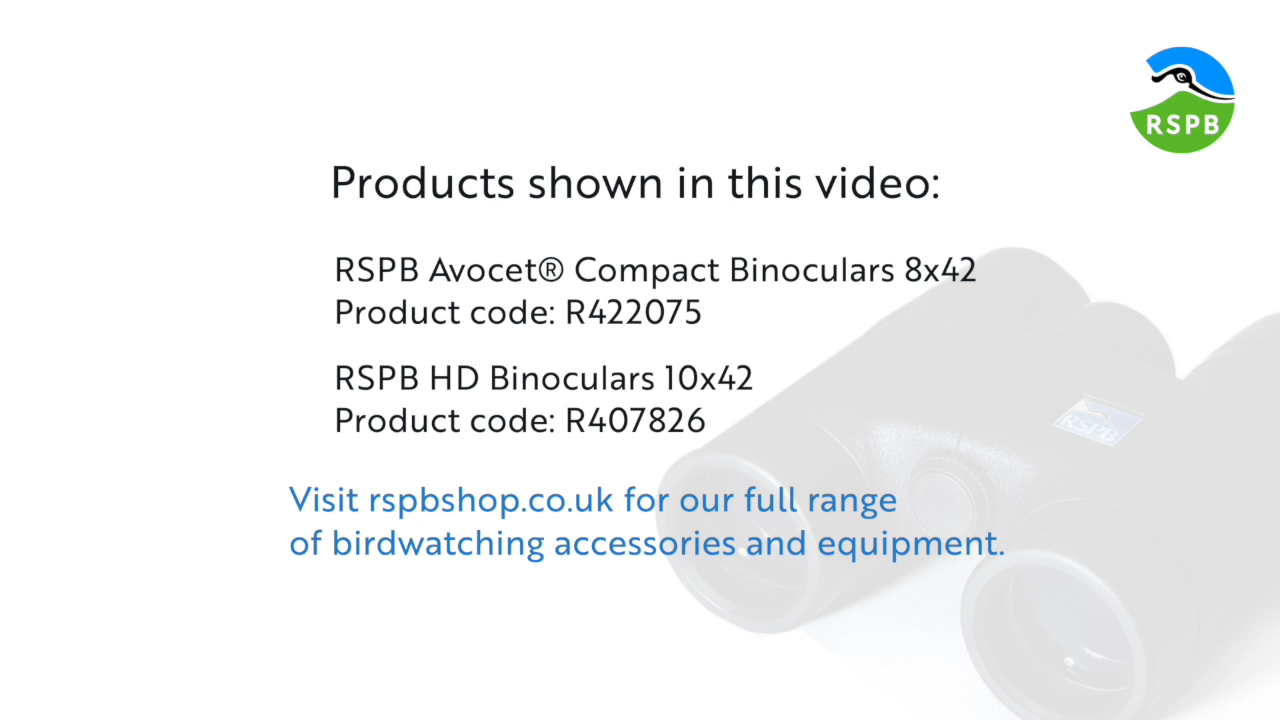 RSPB
Products shown in this video:
RSPB Avocet® Compact Binoculars 8x42
Product code: R422075
RSPB HD Binoculars 10x42
Product code: R407826
RSPB
Visit rspbshop.co.uk for our full range
of birdwatching accessories and equipment.